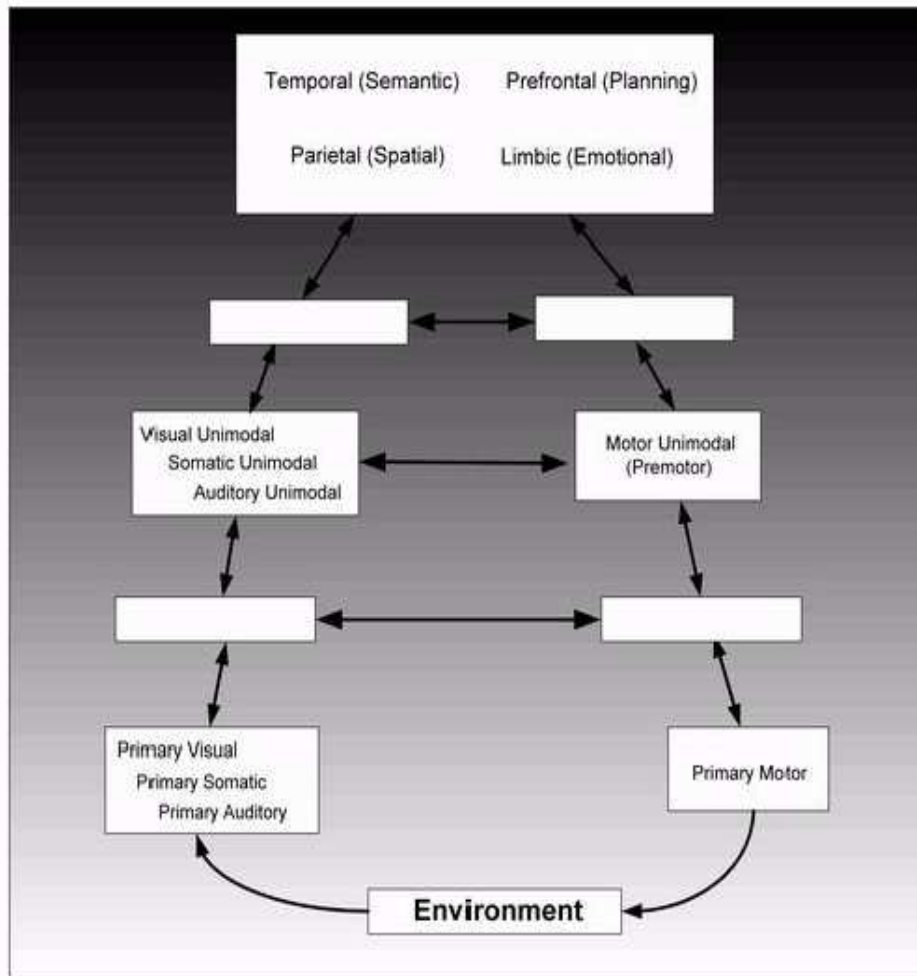 Temporal (Semantic) Prefrontal (Planning)
Parietal (Spatial) Limbic (Emotional)
Visual Unimodal
Somatic Unimodal
Auditory Unimodal
Motor Unimodal
(Premotor)
Primary Visual
Primary Somatic
Primary Auditory
Primary Motor
Environment